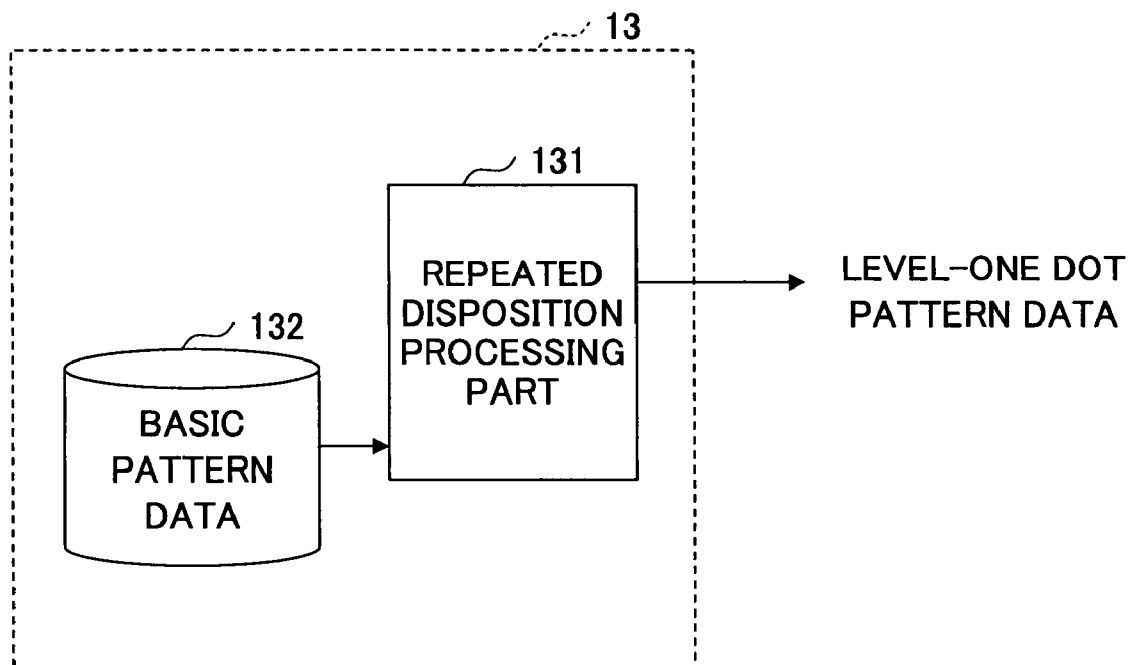 13
131
REPEATED
DISPOSITION
PROCESSING
PART
LEVEL-ONE DOT
PATTERN DATA
132
BASIC
PATTERN
DATA